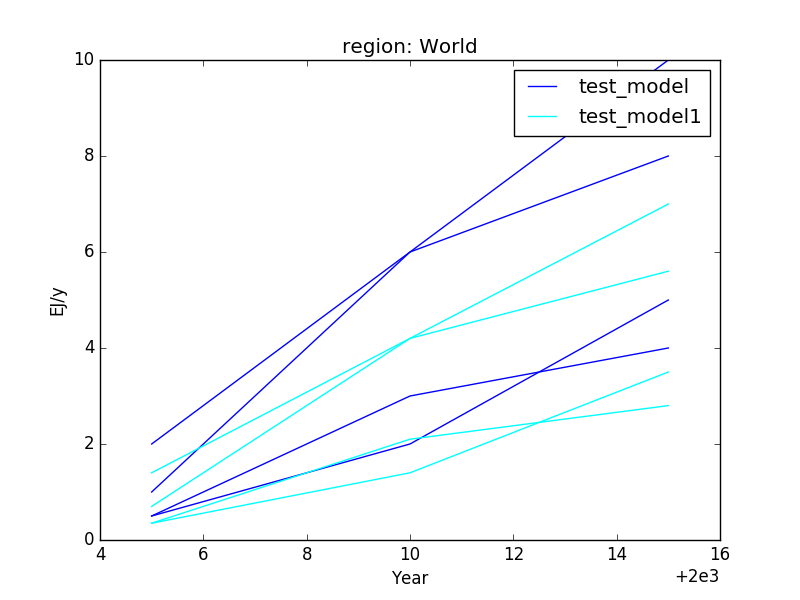 region: World
test_model
test_model1
10
8
6
4
2
0
EJ/y
4 6 8 10 12 14 16
Year
+2e3